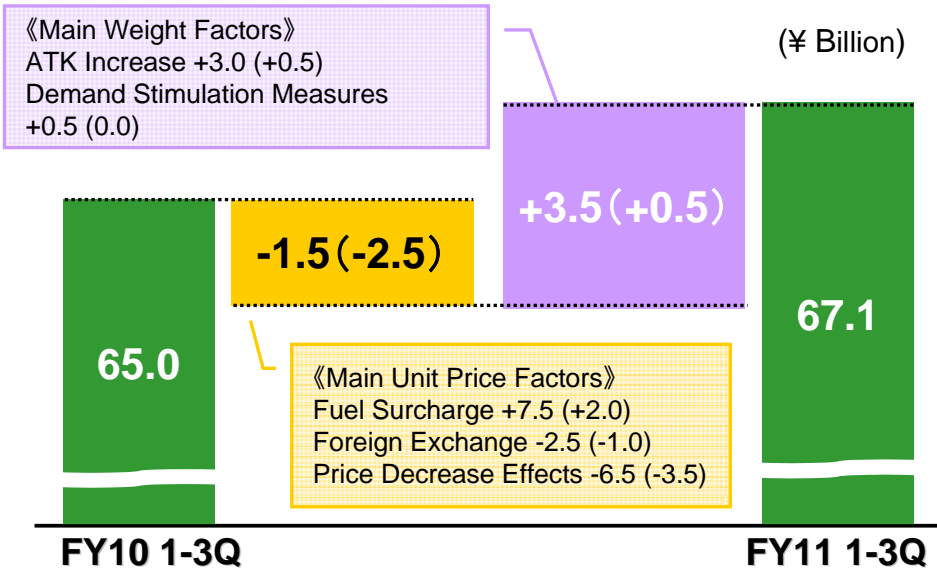 《Main Weight Factors》
ATK Increase +3.0 (+0.5)
Demand Stimulation Measures
+0.5 (0.0)
(¥ Billion)
+3.5（+0.5）
-1.5（-2.5）
67.1
65.0
《Main Unit Price Factors》
Fuel Surcharge +7.5 (+2.0)
Foreign Exchange -2.5 (-1.0)
Price Decrease Effects -6.5 (-3.5)
FY10 1-3Q
FY11 1-3Q